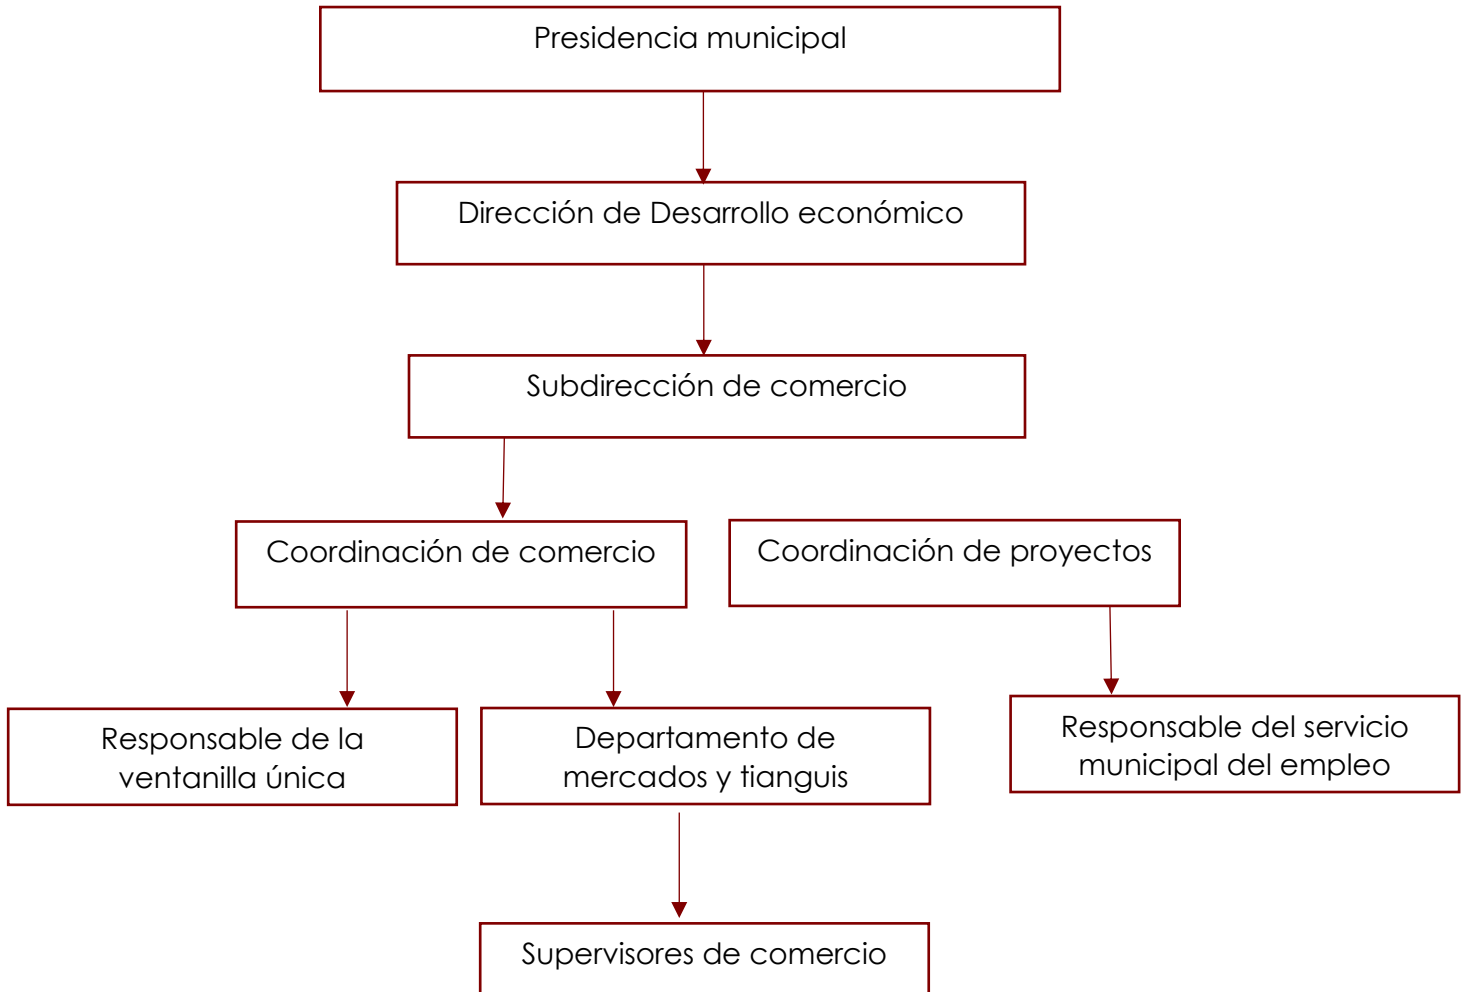 Presidencia municipal
Dirección de Desarrollo económico
Subdirección de comercio
Coordinación de comercio
Coordinación de proyectos
Responsable de la
ventanilla única
Departamento de
mercados y tianguis
Responsable del servicio
municipal del empleo
Supervisores de comercio